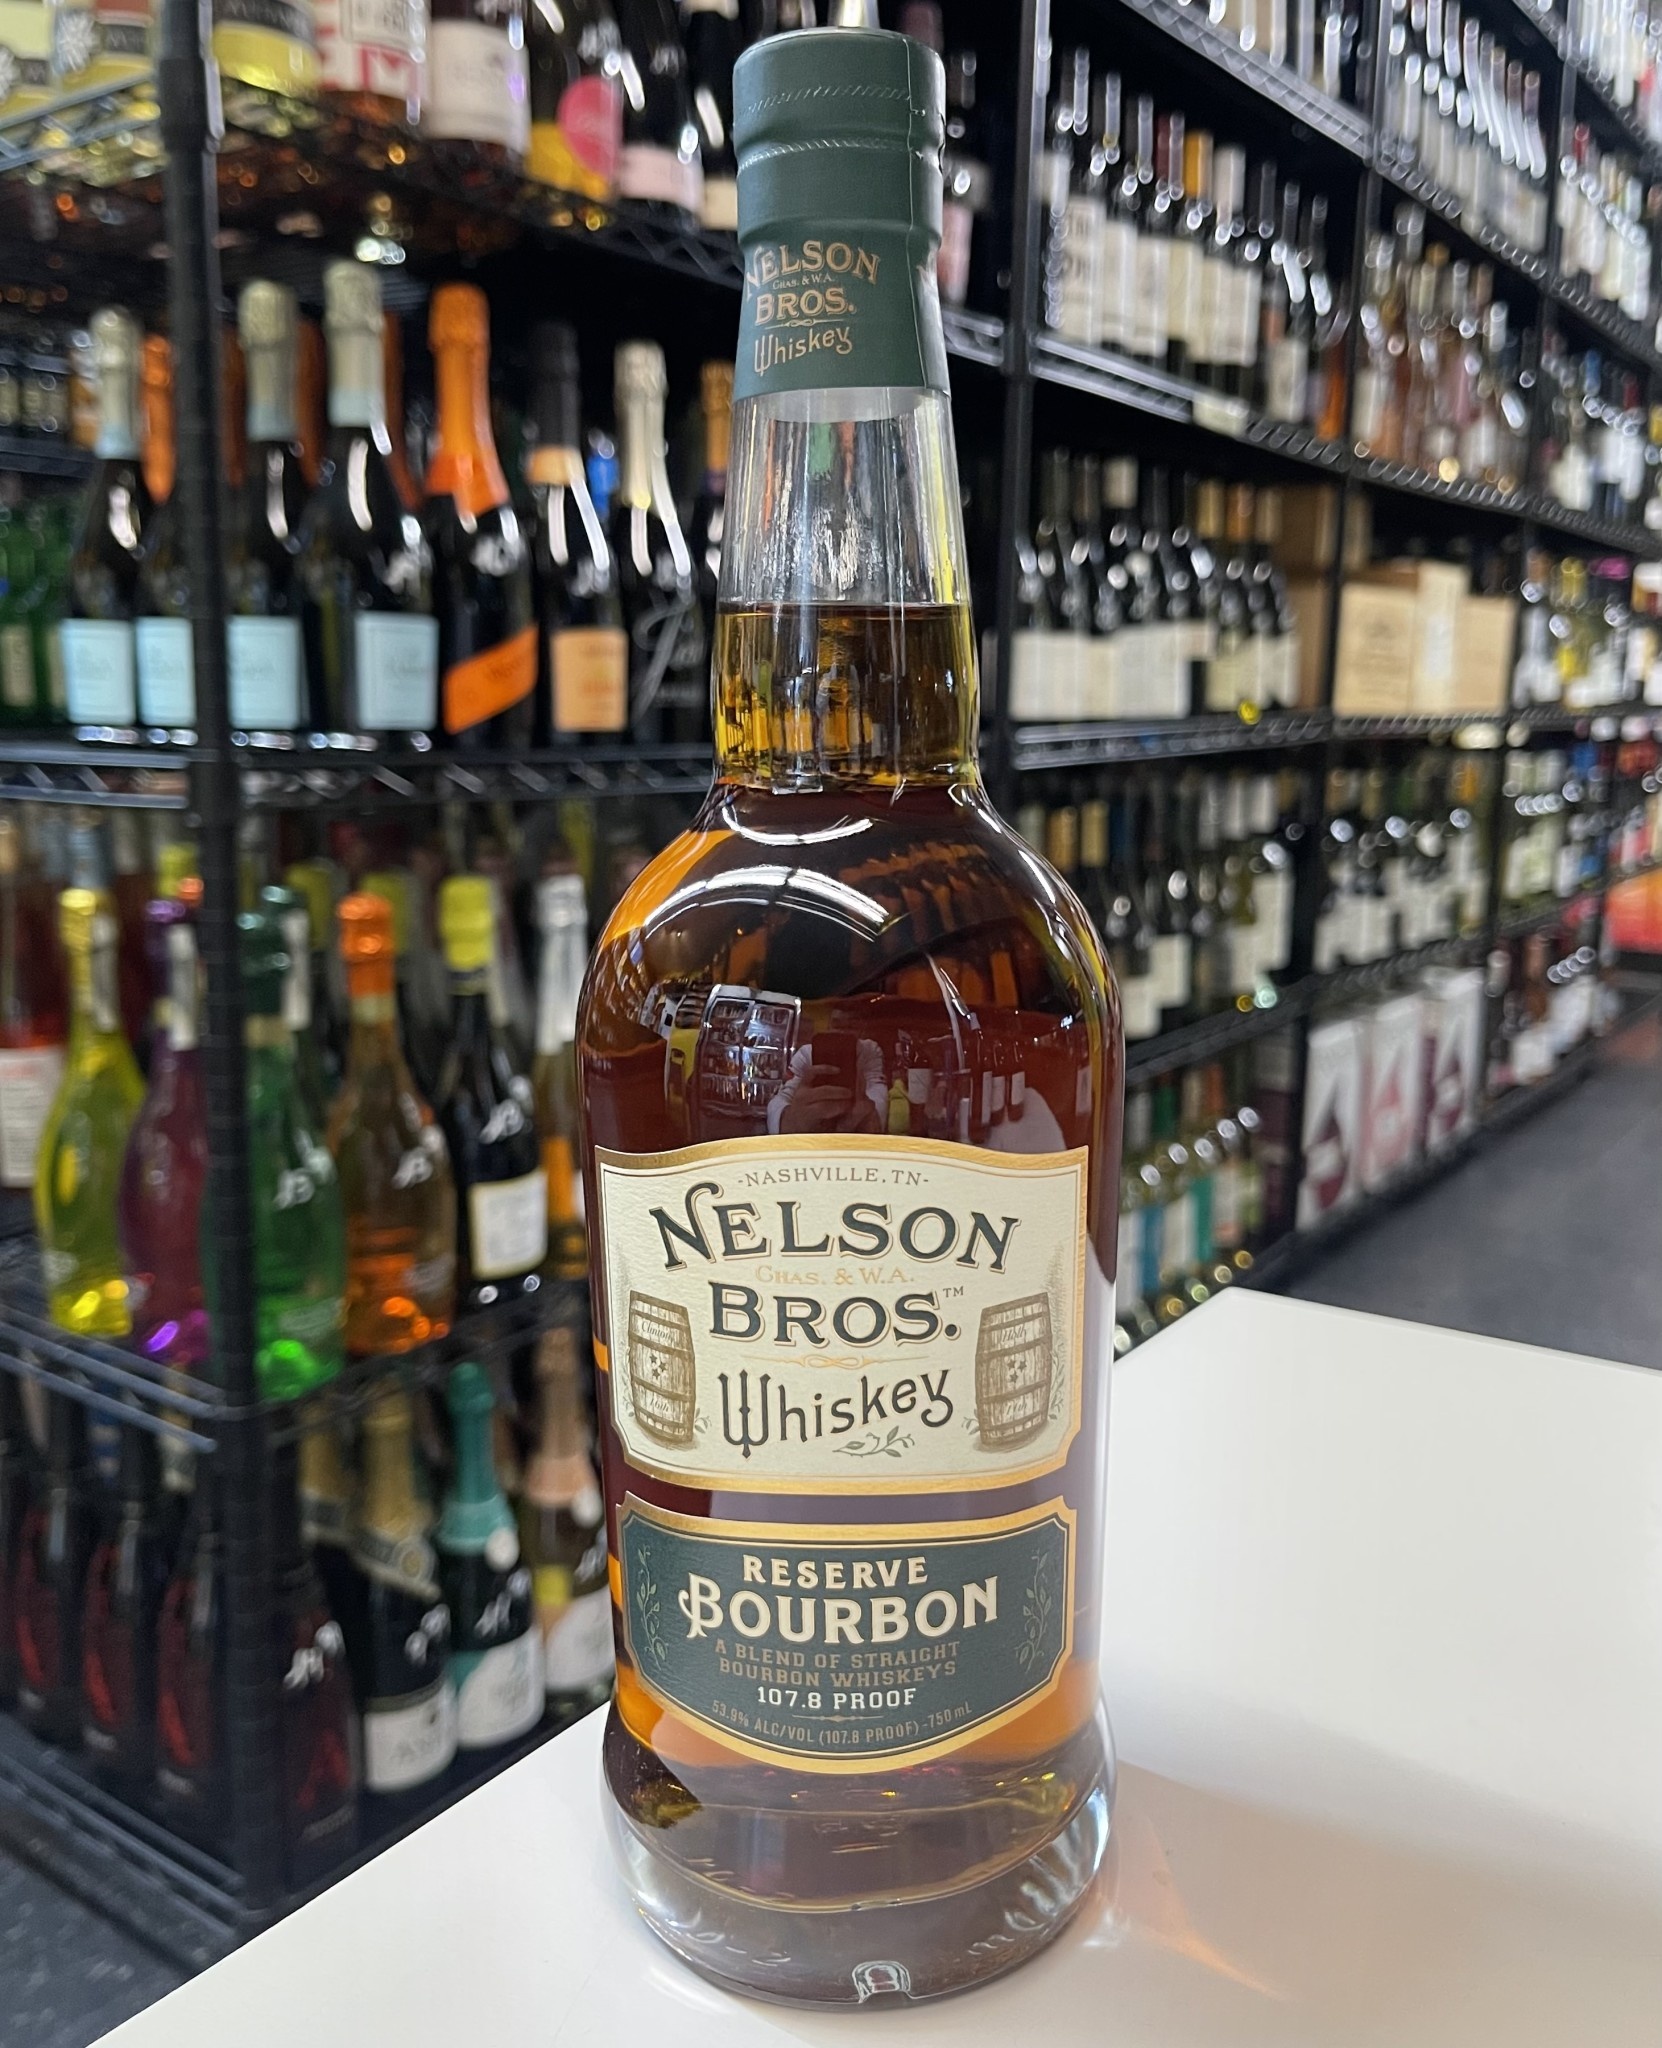 NELSON
CHAS. & W.A.
BROS.
Whiskey
-NASHVILLE, TN-
NELSON
CHAS. & W.A.
BROS.™
Whiskey
RESERVE
BOURBON
A BLEND OF STRAIGHT
BOURBON WHISKEYS
107.8 PROOF
53.9% ALC/VOL (107.8 PROOF) -750 mL